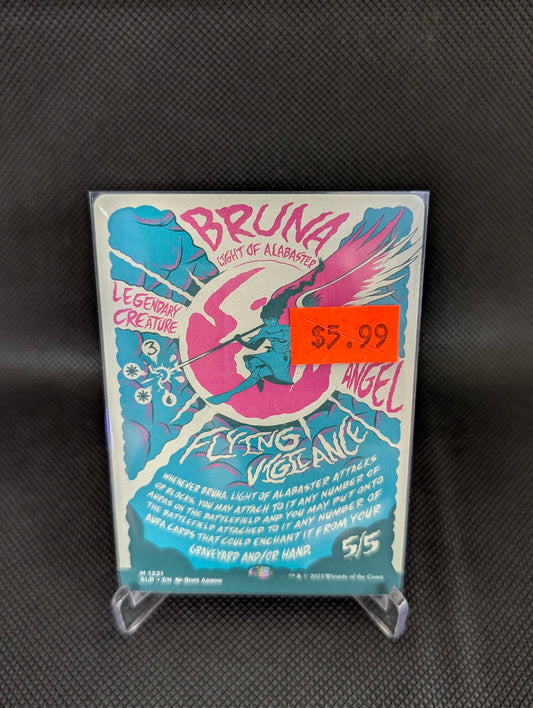 BRUNA
LIGHT OF ALABASTER
LEGENDARY
CREATURE
3
$5.99
ANGEL
FLYING
VIGILANCE
WHENEVER BRUNA, LIGHT OF ALABASTER ATTACKS
OR BLOCKS, YOU MAY ATTACH TO IT ANY NUMBER OF
AURAS ON THE BATTLEFIELD AND YOU MAY PUT ONTO
THE BATTLEFIELD ATTACHED TO IT ANY NUMBER OF
AURA CARDS THAT COULD ENCHANT IT FROM YOUR
GRAVEYARD AND/OR HAND.
5/5
M 1221
SLD • EN
™ & © 2023 Wizards of the Coast